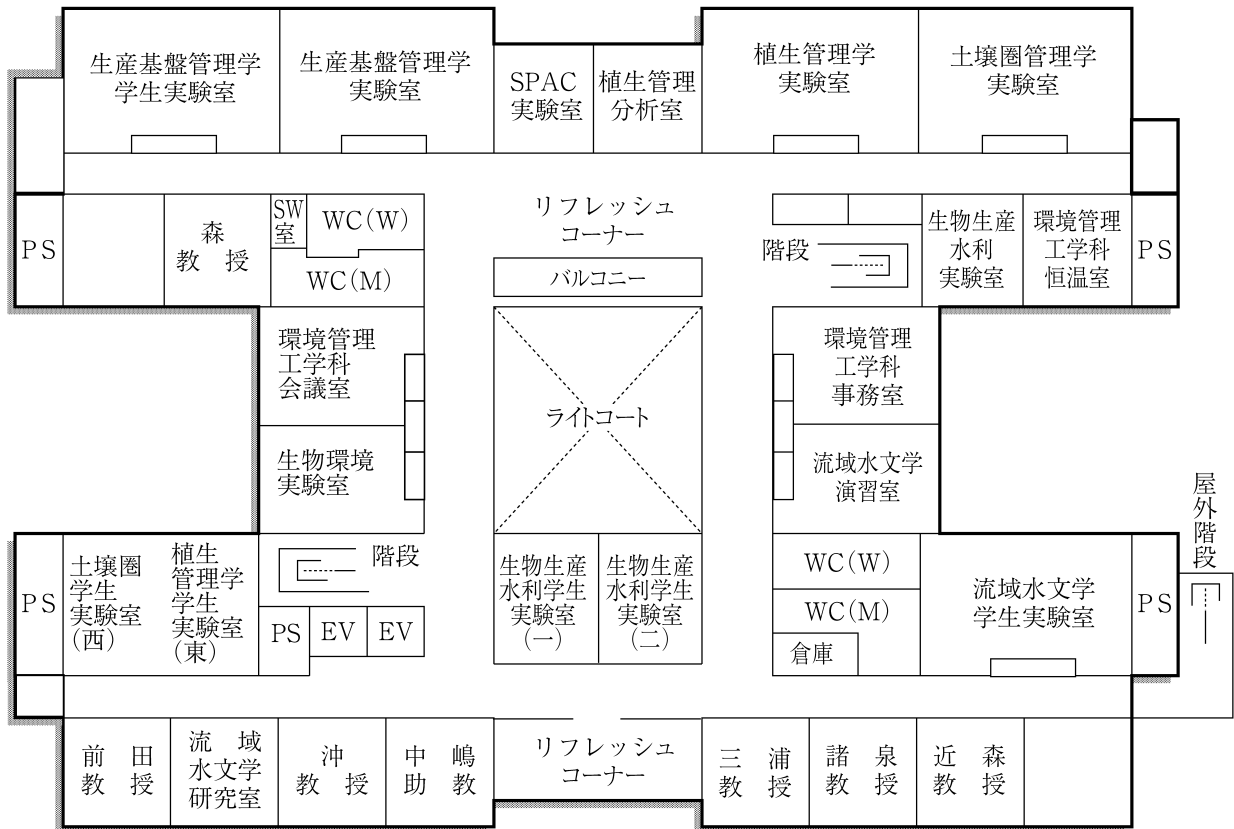 生産基盤管理学
学生実験室
生産基盤管理学
実験室
SPAC
実験室
植生管理
分析室
植生管理学
実験室
土壌圏管理学
実験室
PS
森
教 授
SW
室
WC(W)
WC(M)
リフレッシュ
コーナー
バルコニー
階段
生物生産
水利
実験室
環境管理
工学科
恒温室
PS
環境管理
工学科
会議室
ライトコート
環境管理
工学科
事務室
生物環境
実験室
流域水文学
演習室
屋外階段
PS
土壌圏
学生
実験室
(西)
植生
管理学
学生
実験室
(東)
階段
PS
EV
EV
生物生産
水利学生
実験室
(一)
生物生産
水利学生
実験室
(二)
WC(W)
WC(M)
倉庫
流域水文学
学生実験室
PS
前 田
教 授
流 域
水文学
研究室
沖
教 授
中 嶋
助 教
リフレッシュ
コーナー
三 浦
教 授
諸 泉
教 授
近 森
教 授